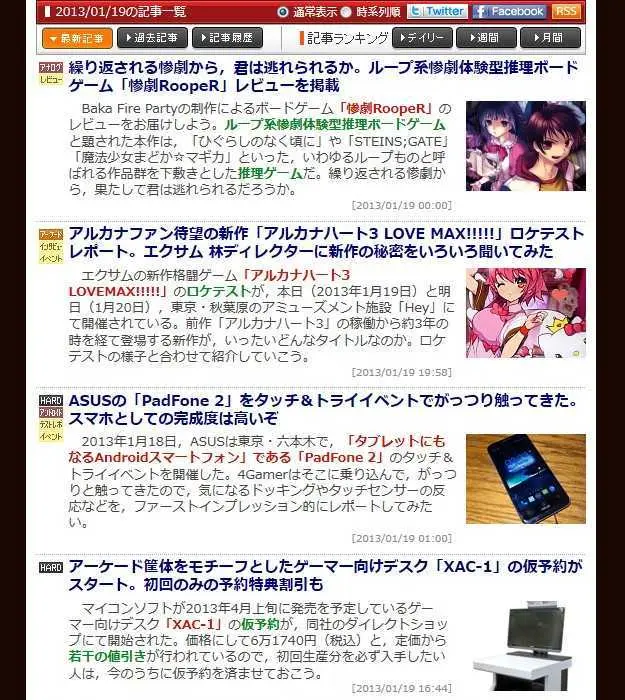 2013/01/19の記事一覧
通常表示 時系列順 Twitter Facebook RSS
最新記事 過去記事 記事履歴 記事ランキング デイリー 週間 月間
アナログ
レビュー
繰り返される惨劇から，君は逃れられるか。ループ系惨劇体験型推理ボード
ゲーム「惨劇RoopeR」レビューを掲載
Baka Fire Partyの制作によるボードゲーム「惨劇RoopeR」の
レビューをお届けしよう。ループ系惨劇体験型推理ボードゲーム
と題された本作は，「ひぐらしのなく頃に」や「STEINS;GATE」
「魔法少女まどか☆マギカ」といった，いわゆるループものと呼
ばれる作品群を下敷きとした推理ゲームだ。繰り返される惨劇か
ら，果たして君は逃れられるだろうか。
[2013/01/19 00:00]
アーケード
インタビュー
イベント
アルカナファン待望の新作「アルカナハート3 LOVE MAX!!!!!」ロケテスト
レポート。エクサム 林ディレクターに新作の秘密をいろいろ聞いてみた
エクサムの新作格闘ゲーム「アルカナハート3
LOVEMAX!!!!!」のロケテストが，本日（2013年1月19日）と明
日（1月20日），東京・秋葉原のアミューズメント施設「Hey」に
て開催されている。前作「アルカナハート3」の稼働から約3年の
時を経て登場する新作が，いったいどんなタイトルなのか。ロケ
テストの様子と合わせて紹介していこう。
[2013/01/19 19:58]
HARD
アンドロイド
テストレポ
イベント
ASUSの「PadFone 2」をタッチ＆トライイベントでがっつり触ってきた。
スマホとしての完成度は高いぞ
2013年1月18日，ASUSは東京・六本木で，「タブレットにも
なるAndroidスマートフォン」である「PadFone 2」のタッチ＆
トライイベントを開催した。4Gamerはそこに乗り込んで，がっつ
りと触ってきたので，気になるドッキングやタッチセンサーの反
応などを，ファーストインプレッション的にレポートしてみた
い。
[2013/01/19 01:00]
HARD
アーケード筐体をモチーフとしたゲーマー向けデスク「XAC-1」の仮予約が
スタート。初回のみの予約特典割引も
マイコンソフトが2013年4月上旬に発売を予定しているゲー
マー向けデスク「XAC-1」の仮予約が，同社のダイレクトショッ
プにて開始された。価格にして6万1740円（税込）と，定価から
若干の値引きが行われているので，初回生産分を必ず入手したい
人は，今のうちに仮予約を済ませておこう。
[2013/01/19 16:44]